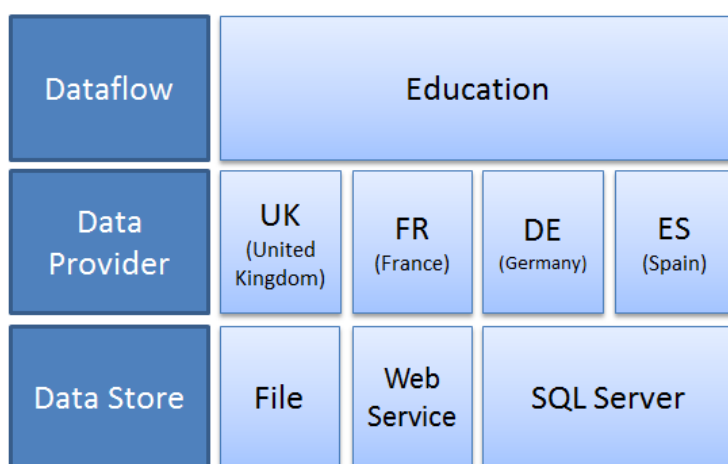 Dataflow
Education
Data
Provider
UK
(United
Kingdom)
FR
(France)
DE
(Germany)
ES
(Spain)
Data Store
File
Web
Service
SQL Server